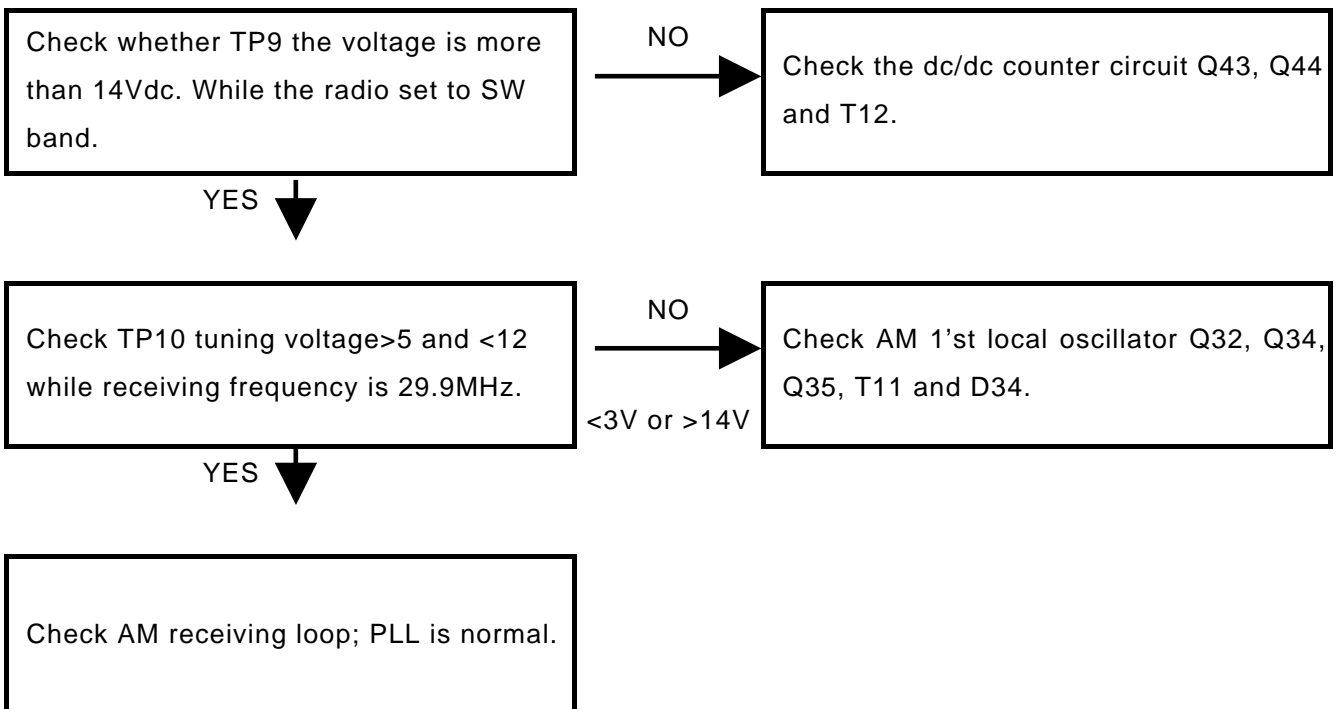 Check whether TP9 the voltage is more
than 14Vdc. While the radio set to SW
band.
NO
Check the dc/dc counter circuit Q43, Q44
and T12.
YES
Check TP10 tuning voltage>5 and <12
while receiving frequency is 29.9MHz.
NO
<3V or >14V
Check AM 1'st local oscillator Q32, Q34,
Q35, T11 and D34.
YES
Check AM receiving loop; PLL is normal.